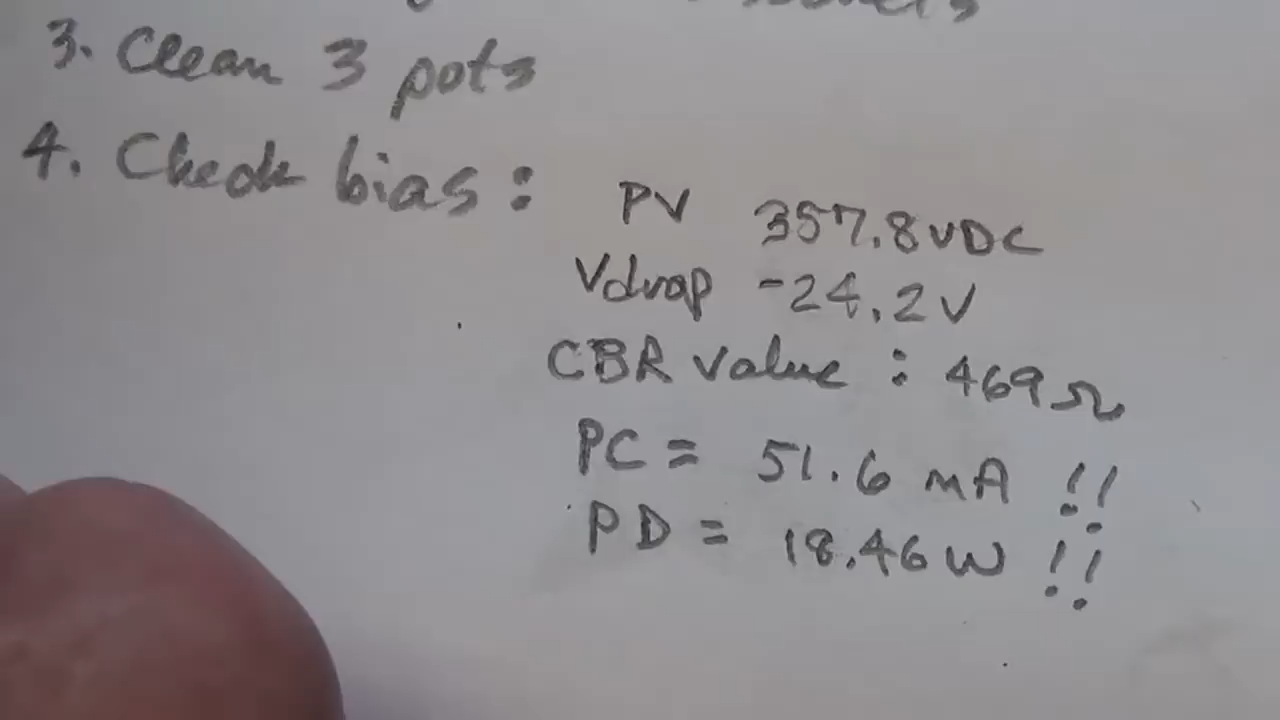 3. Clean 3 pots
4. Check bias:
PV 357.8VDC
Vdrop -24.2V
CBR value: 469Ω
PC = 51.6 mA !!
PD = 18.46W !!